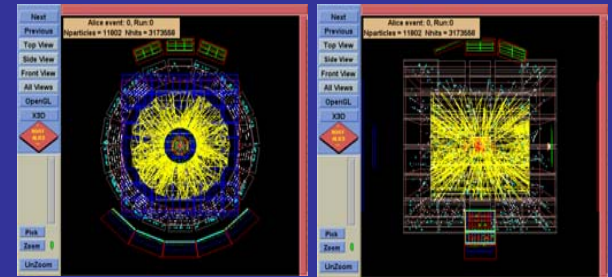 Next
Previous
Top View
Side View
Front View
All Views
OpenGL
X3D
Pick
Zoom 0
UnZoom
Alice event: 0, Run:0
Nparticles = 11802 Nhits = 3173558
Next
Previous
Top View
Side View
Front View
All Views
OpenGL
X3D
Pick
Zoom 0
UnZoom
Alice event: 0, Run:0
Nparticles = 11802 Nhits = 3173558